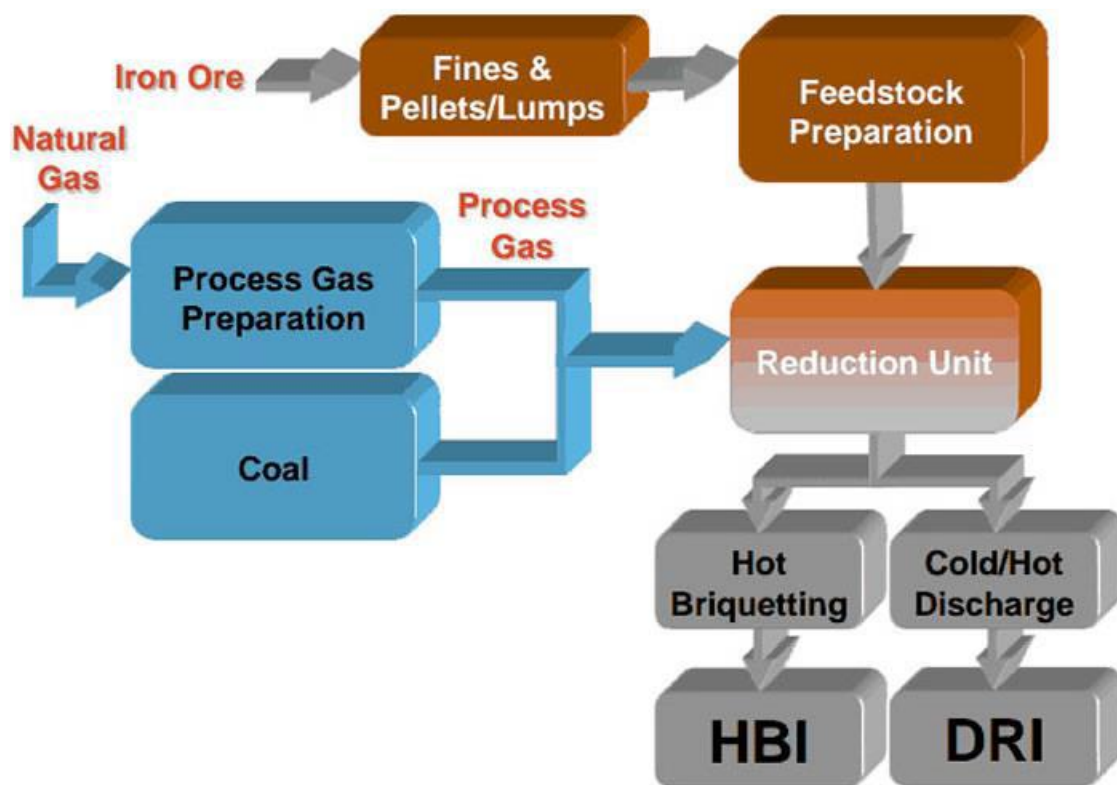 Iron Ore
Fines &
Pellets/Lumps
Feedstock
Preparation
Natural
Gas
Process
Gas
Process Gas
Preparation
Reduction Unit
Coal
Hot
Briquetting
Cold/Hot
Discharge
HBI
DRI